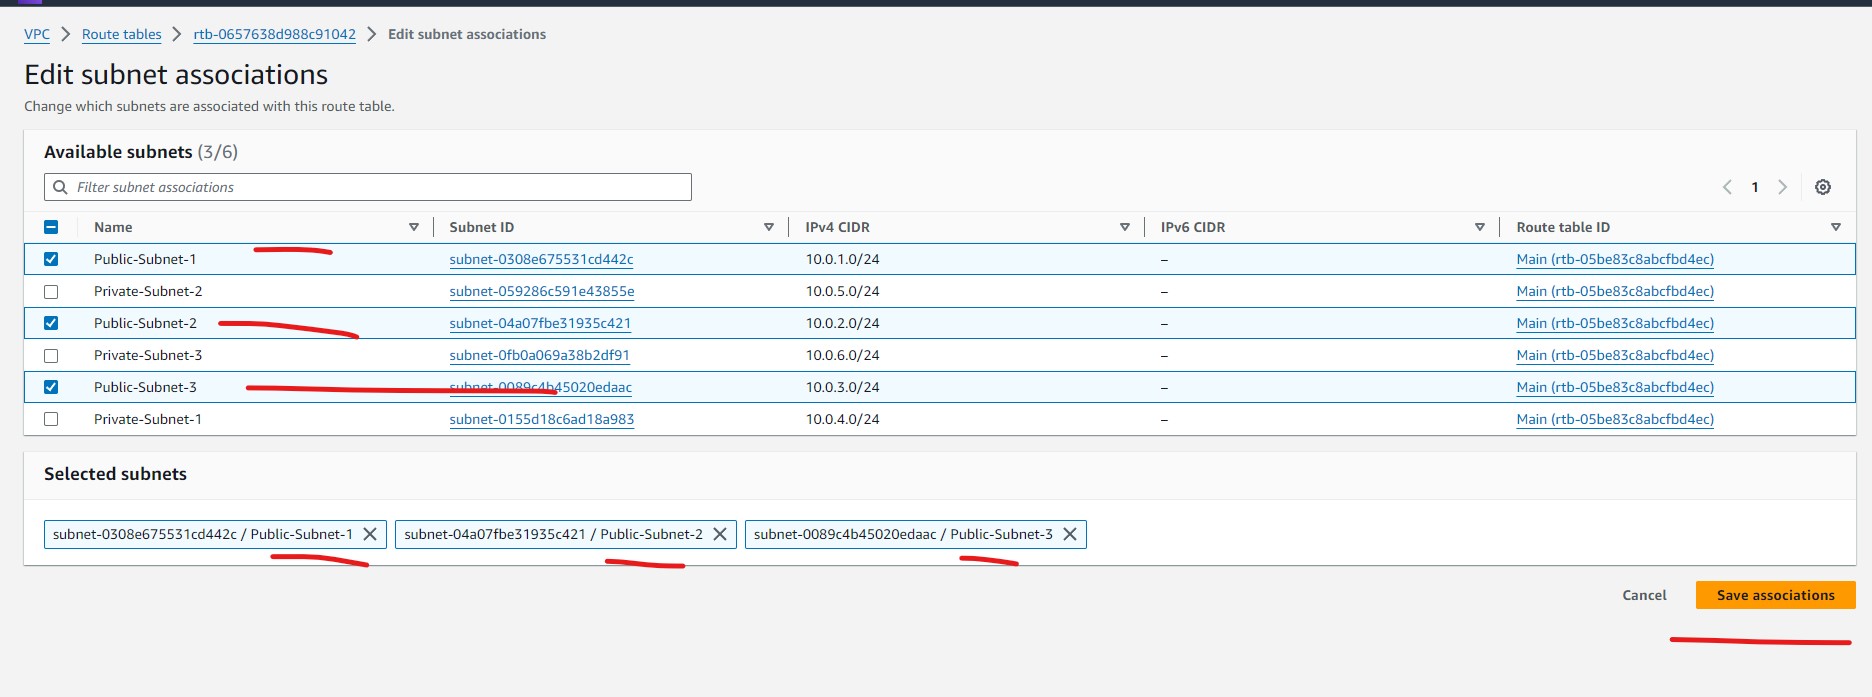 VPC > Route tables > rtb-0657638d988c91042 > Edit subnet associations
Edit subnet associations
Change which subnets are associated with this route table.
Available subnets (3/6)
Filter subnet associations
1
Name Subnet ID IPv4 CIDR IPv6 CIDR Route table ID
Public-Subnet-1 subnet-0308e675531cd442c 10.0.1.0/24 – Main (rtb-05be83c8abcfbd4ec)
Private-Subnet-2 subnet-059286c591e43855e 10.0.5.0/24 – Main (rtb-05be83c8abcfbd4ec)
Public-Subnet-2 subnet-04a07fbe31935c421 10.0.2.0/24 – Main (rtb-05be83c8abcfbd4ec)
Private-Subnet-3 subnet-0fb0a069a38b2df91 10.0.6.0/24 – Main (rtb-05be83c8abcfbd4ec)
Public-Subnet-3 subnet-0089c4b45020edaac 10.0.3.0/24 – Main (rtb-05be83c8abcfbd4ec)
Private-Subnet-1 subnet-0155d18c6ad18a983 10.0.4.0/24 – Main (rtb-05be83c8abcfbd4ec)
Selected subnets
subnet-0308e675531cd442c / Public-Subnet-1 subnet-04a07fbe31935c421 / Public-Subnet-2 subnet-0089c4b45020edaac / Public-Subnet-3
Cancel Save associations